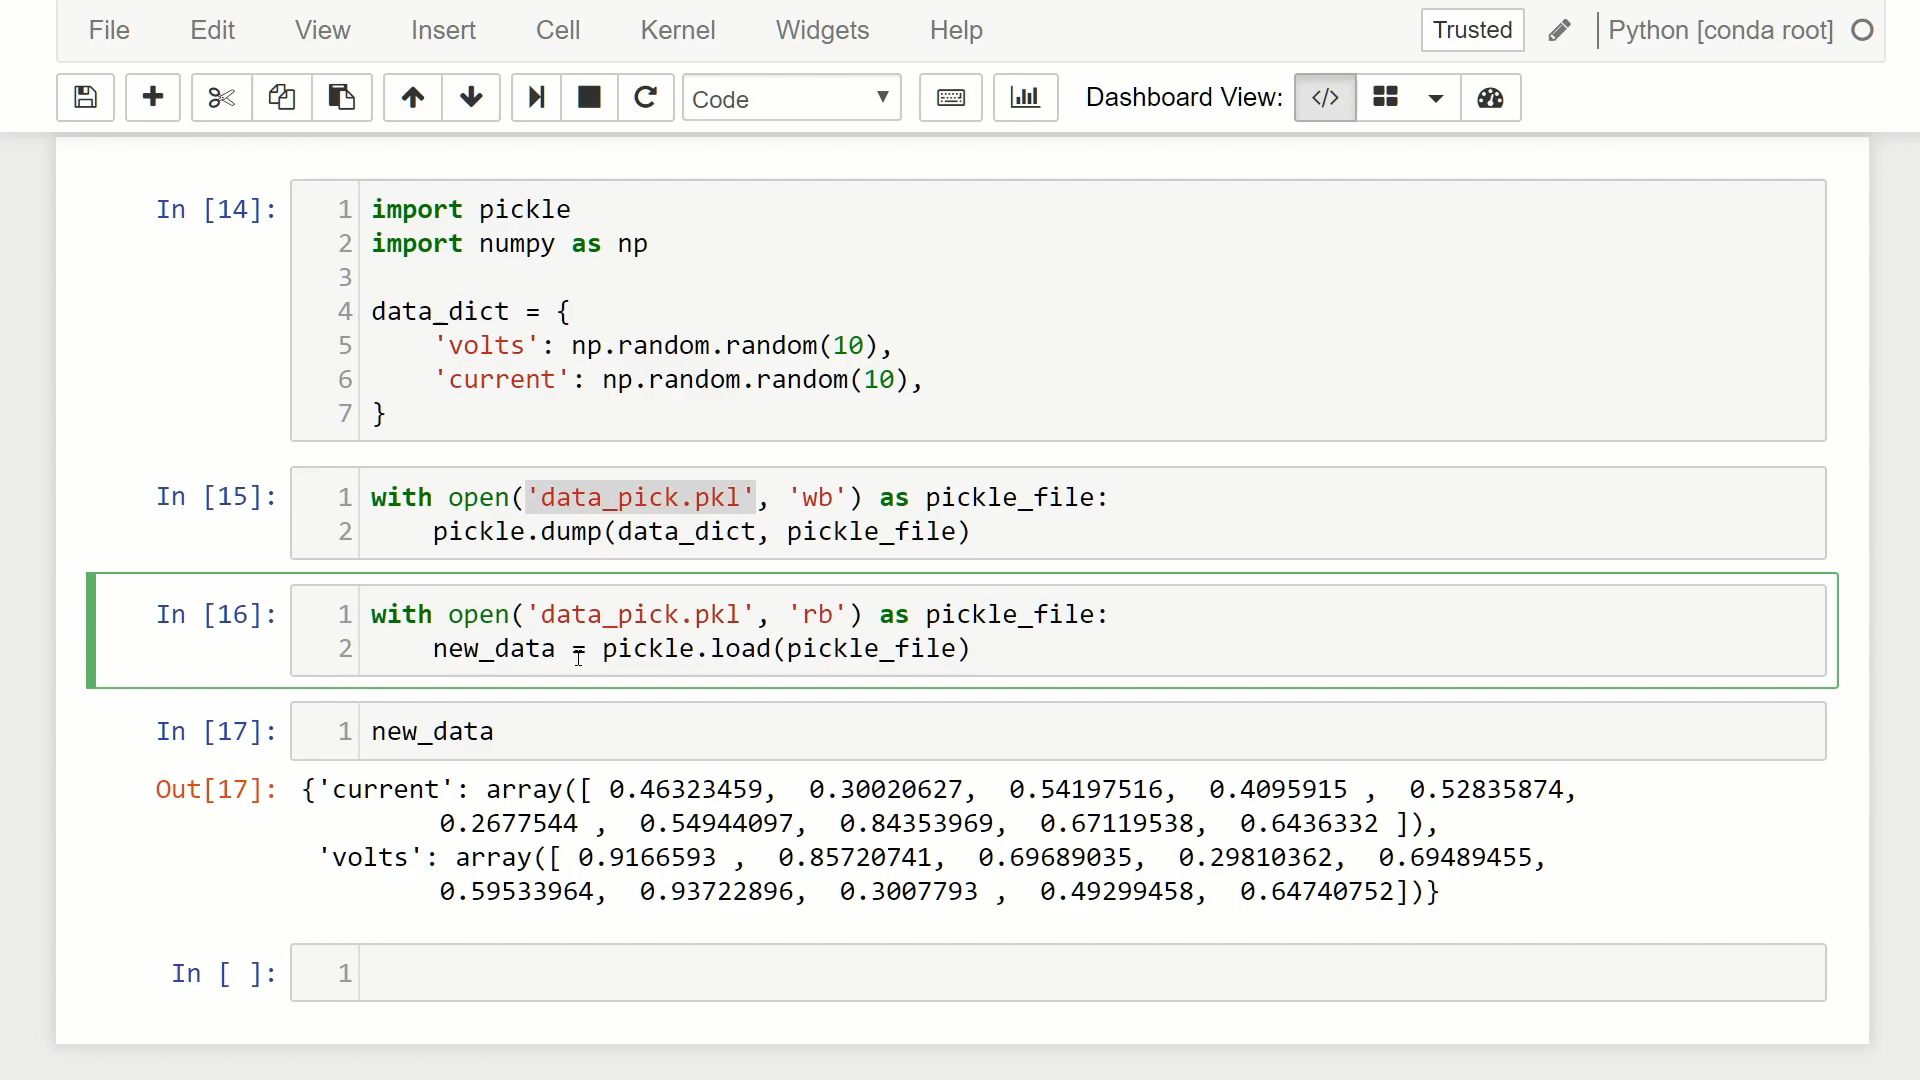 File Edit View Insert Cell Kernel Widgets Help Trusted Python [conda root]
Code Dashboard View: </>
In [14]:
1 import pickle
2 import numpy as np
3
4 data_dict = {
5     'volts': np.random.random(10),
6     'current': np.random.random(10),
7 }
In [15]:
1 with open('data_pick.pkl', 'wb') as pickle_file:
2     pickle.dump(data_dict, pickle_file)
In [16]:
1 with open('data_pick.pkl', 'rb') as pickle_file:
2     new_data = pickle.load(pickle_file)
In [17]:
1 new_data
Out[17]: {'current': array([ 0.46323459,  0.30020627,  0.54197516,  0.4095915 ,  0.52835874,
         0.2677544 ,  0.54944097,  0.84353969,  0.67119538,  0.6436332 ]),
 'volts': array([ 0.9166593 ,  0.85720741,  0.69689035,  0.29810362,  0.69489455,
         0.59533964,  0.93722896,  0.3007793 ,  0.49299458,  0.64740752])}
In [ ]:
1